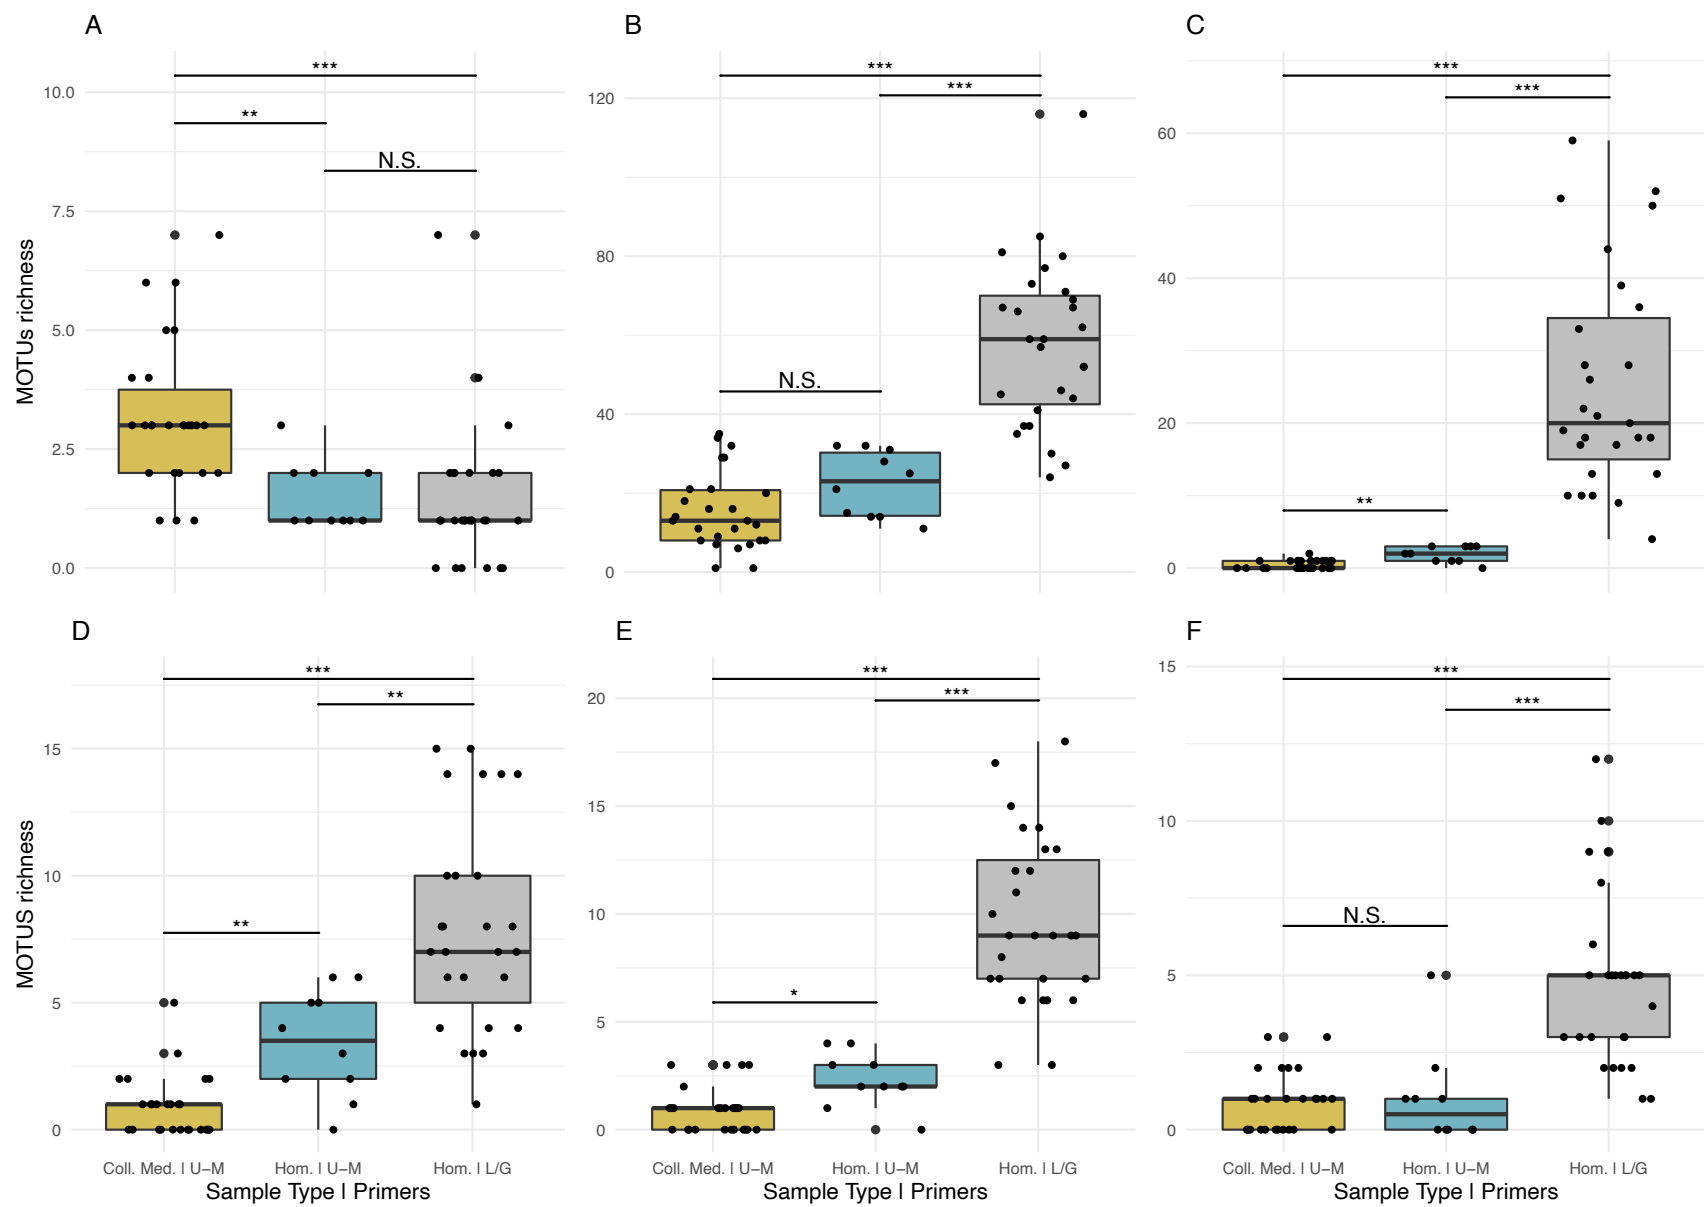 A
B
C
MOTUs richness
10.0
7.5
5.0
2.5
0.0
***
**
N.S.
120
80
40
0
***
***
N.S.
60
40
20
0
***
***
**
D
E
F
MOTUS richness
15
10
5
0
***
**
**
20
15
10
5
0
***
***
*
15
10
5
0
***
***
N.S.
Coll. Med. | U−M Hom. | U−M Hom. | L/G
Coll. Med. | U−M Hom. | U−M Hom. | L/G
Coll. Med. | U−M Hom. | U−M Hom. | L/G
Sample Type | Primers
Sample Type | Primers
Sample Type | Primers